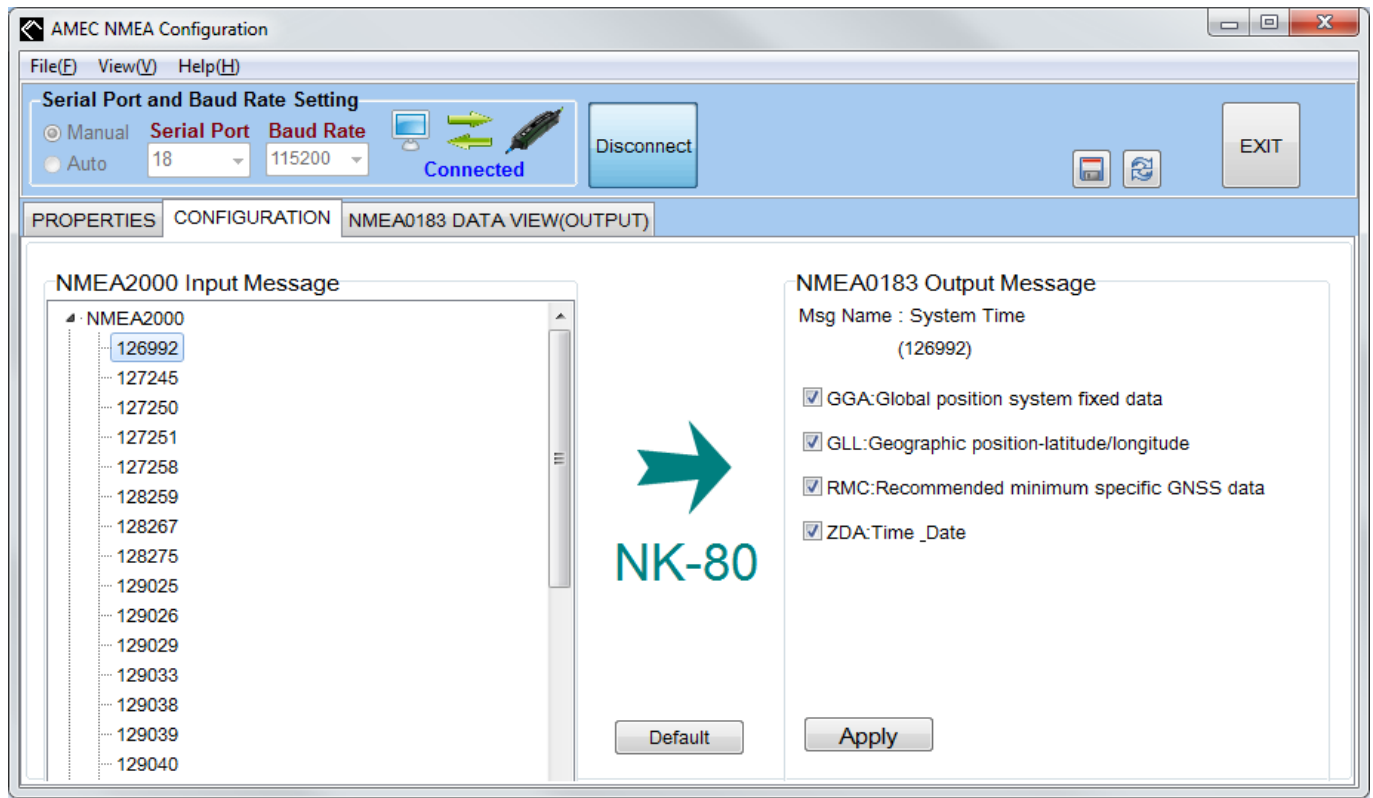 AMEC NMEA Configuration
File(F) View(V) Help(H)
Serial Port and Baud Rate Setting
Manual Serial Port Baud Rate
Auto 18 115200
Connected
Disconnect
EXIT
PROPERTIES CONFIGURATION NMEA0183 DATA VIEW(OUTPUT)
NMEA2000 Input Message
NMEA2000
126992
127245
127250
127251
127258
128259
128267
128275
129025
129026
129029
129033
129038
129039
129040
NK-80
Default
NMEA0183 Output Message
Msg Name : System Time
(126992)
GGA:Global position system fixed data
GLL:Geographic position-latitude/longitude
RMC:Recommended minimum specific GNSS data
ZDA:Time _Date
Apply